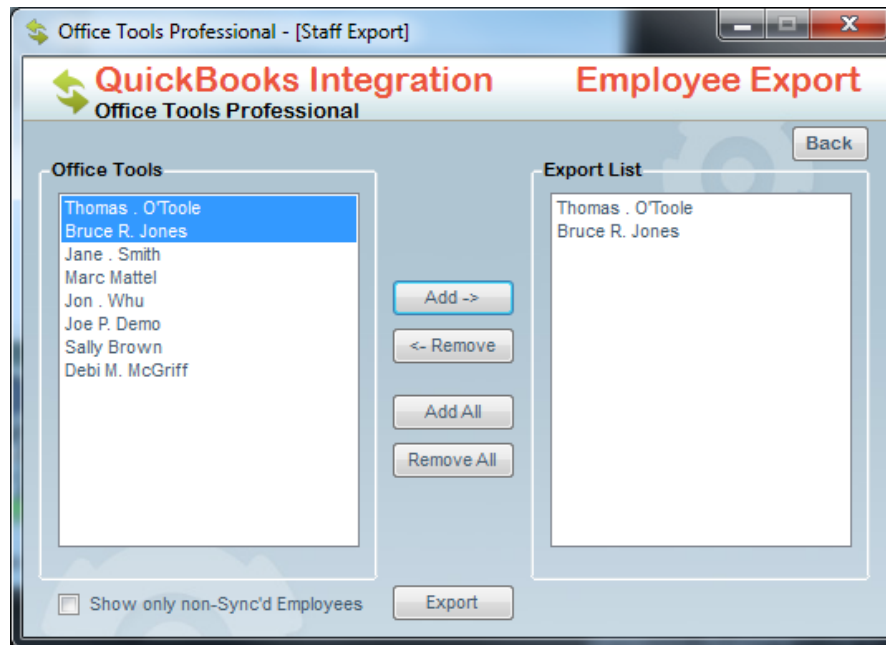 Office Tools Professional - [Staff Export]
QuickBooks Integration
Employee Export
Office Tools Professional
Back
Office Tools
Thomas . O'Toole
Bruce R. Jones
Jane . Smith
Marc Mattel
Jon . Whu
Joe P. Demo
Sally Brown
Debi M. McGriff
Add ->
<- Remove
Add All
Remove All
Export List
Thomas . O'Toole
Bruce R. Jones
Show only non-Sync'd Employees
Export